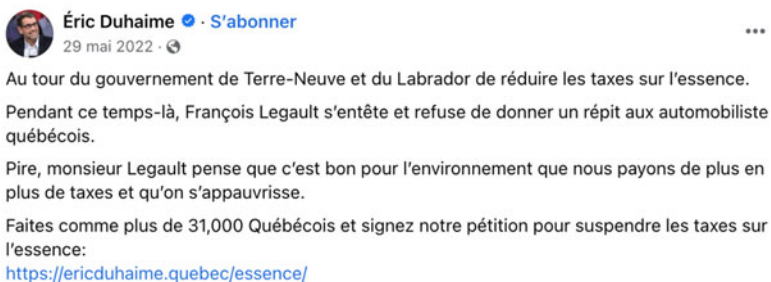 Éric Duhaime · S'abonner
29 mai 2022 ·
Au tour du gouvernement de Terre-Neuve et du Labrador de réduire les taxes sur l'essence.
Pendant ce temps-là, François Legault s'entête et refuse de donner un répit aux automobiliste
québécois.
Pire, monsieur Legault pense que c'est bon pour l'environnement que nous payons de plus en
plus de taxes et qu'on s'appauvrisse.
Faites comme plus de 31,000 Québécois et signez notre pétition pour suspendre les taxes sur
l'essence:
https://ericduhaime.quebec/essence/